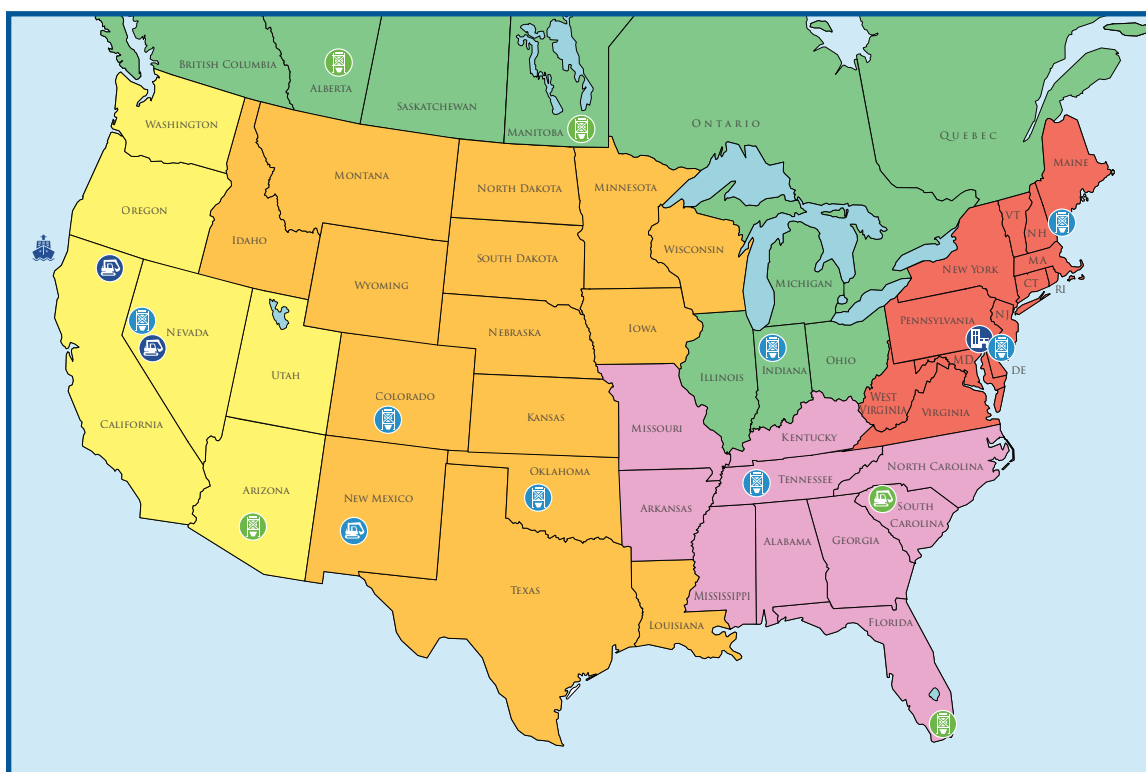 British Columbia
Alberta
Saskatchewan
Manitoba
Ontario
Quebec
Washington
Montana
North Dakota
Minnesota
Maine
Oregon
Idaho
VT
NH
Wisconsin
South Dakota
MA
New York
Michigan
Wyoming
CT
RI
Nevada
Nebraska
Iowa
Pennsylvania
NJ
Utah
Illinois
Indiana
Ohio
MD
DE
Colorado
Kansas
West
Virginia
Virginia
California
Missouri
Kentucky
North Carolina
Oklahoma
Tennessee
Arizona
New Mexico
Arkansas
South
Carolina
Alabama
Georgia
Texas
Mississippi
Louisiana
Florida